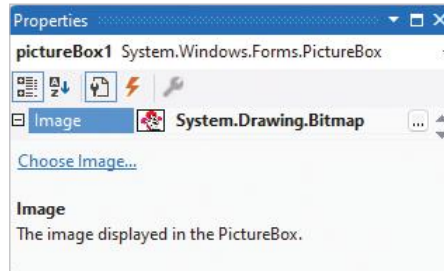 Properties
pictureBox1 System.Windows.Forms.PictureBox
Image System.Drawing.Bitmap ...
Choose Image...
Image
The image displayed in the PictureBox.